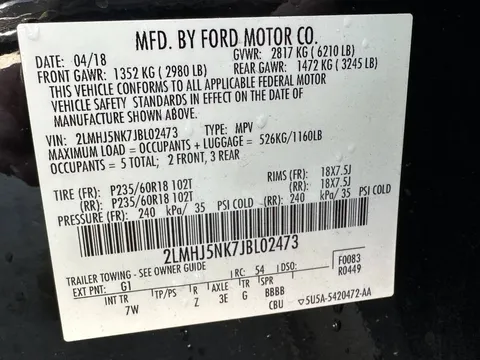 MFD. BY FORD MOTOR CO.
DATE: 04/18 GVWR: 2817 KG ( 6210 LB)
FRONT GAWR: 1352 KG ( 2980 LB) REAR GAWR: 1472 KG ( 3245 LB)
THIS VEHICLE CONFORMS TO ALL APPLICABLE FEDERAL MOTOR
VEHICLE SAFETY STANDARDS IN EFFECT ON THE DATE OF
MANUFACTURE SHOWN ABOVE.
VIN: 2LMHJ5NK7JBL02473 TYPE: MPV
MAXIMUM LOAD = OCCUPANTS + LUGGAGE = 526KG/1160LB
OCCUPANTS = 5 TOTAL; 2 FRONT, 3 REAR
TIRE (FR): P235/60R18 102T RIMS (FR): 18X7.5J
(RR): P235/60R18 102T (RR): 18X7.5J
PRESSURE (FR): 240 kPa/ 35 PSI COLD (RR): 240 kPa/ 35 PSI COLD
2LMHJ5NK7JBL02473
TRAILER TOWING - SEE OWNER GUIDE F0083
EXT PNT: G1 RC: 54 DSO: R0449
INT TR TP/PS R AXLE TR SPR
7W Z 3E G BBBB
CBU 5U5A-5420472-AA